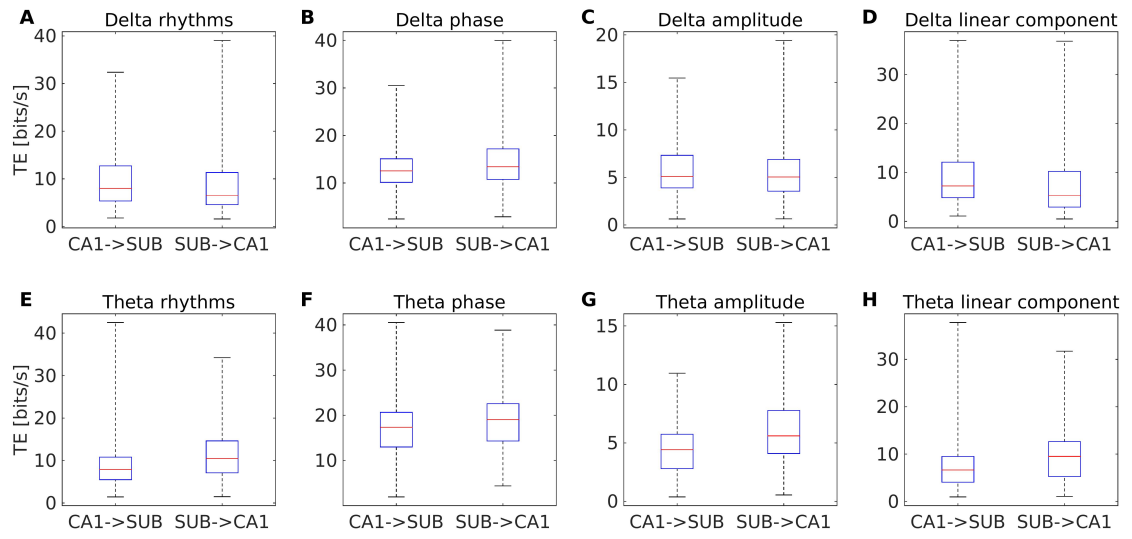 A Delta rhythms
TE [bits/s]
40
30
20
10
0
CA1->SUB SUB->CA1
B Delta phase
40
30
20
10
CA1->SUB SUB->CA1
C Delta amplitude
20
15
10
5
0
CA1->SUB SUB->CA1
D Delta linear component
30
20
10
0
CA1->SUB SUB->CA1
E Theta rhythms
TE [bits/s]
40
30
20
10
0
CA1->SUB SUB->CA1
F Theta phase
40
30
20
10
CA1->SUB SUB->CA1
G Theta amplitude
15
10
5
0
CA1->SUB SUB->CA1
H Theta linear component
30
20
10
0
CA1->SUB SUB->CA1